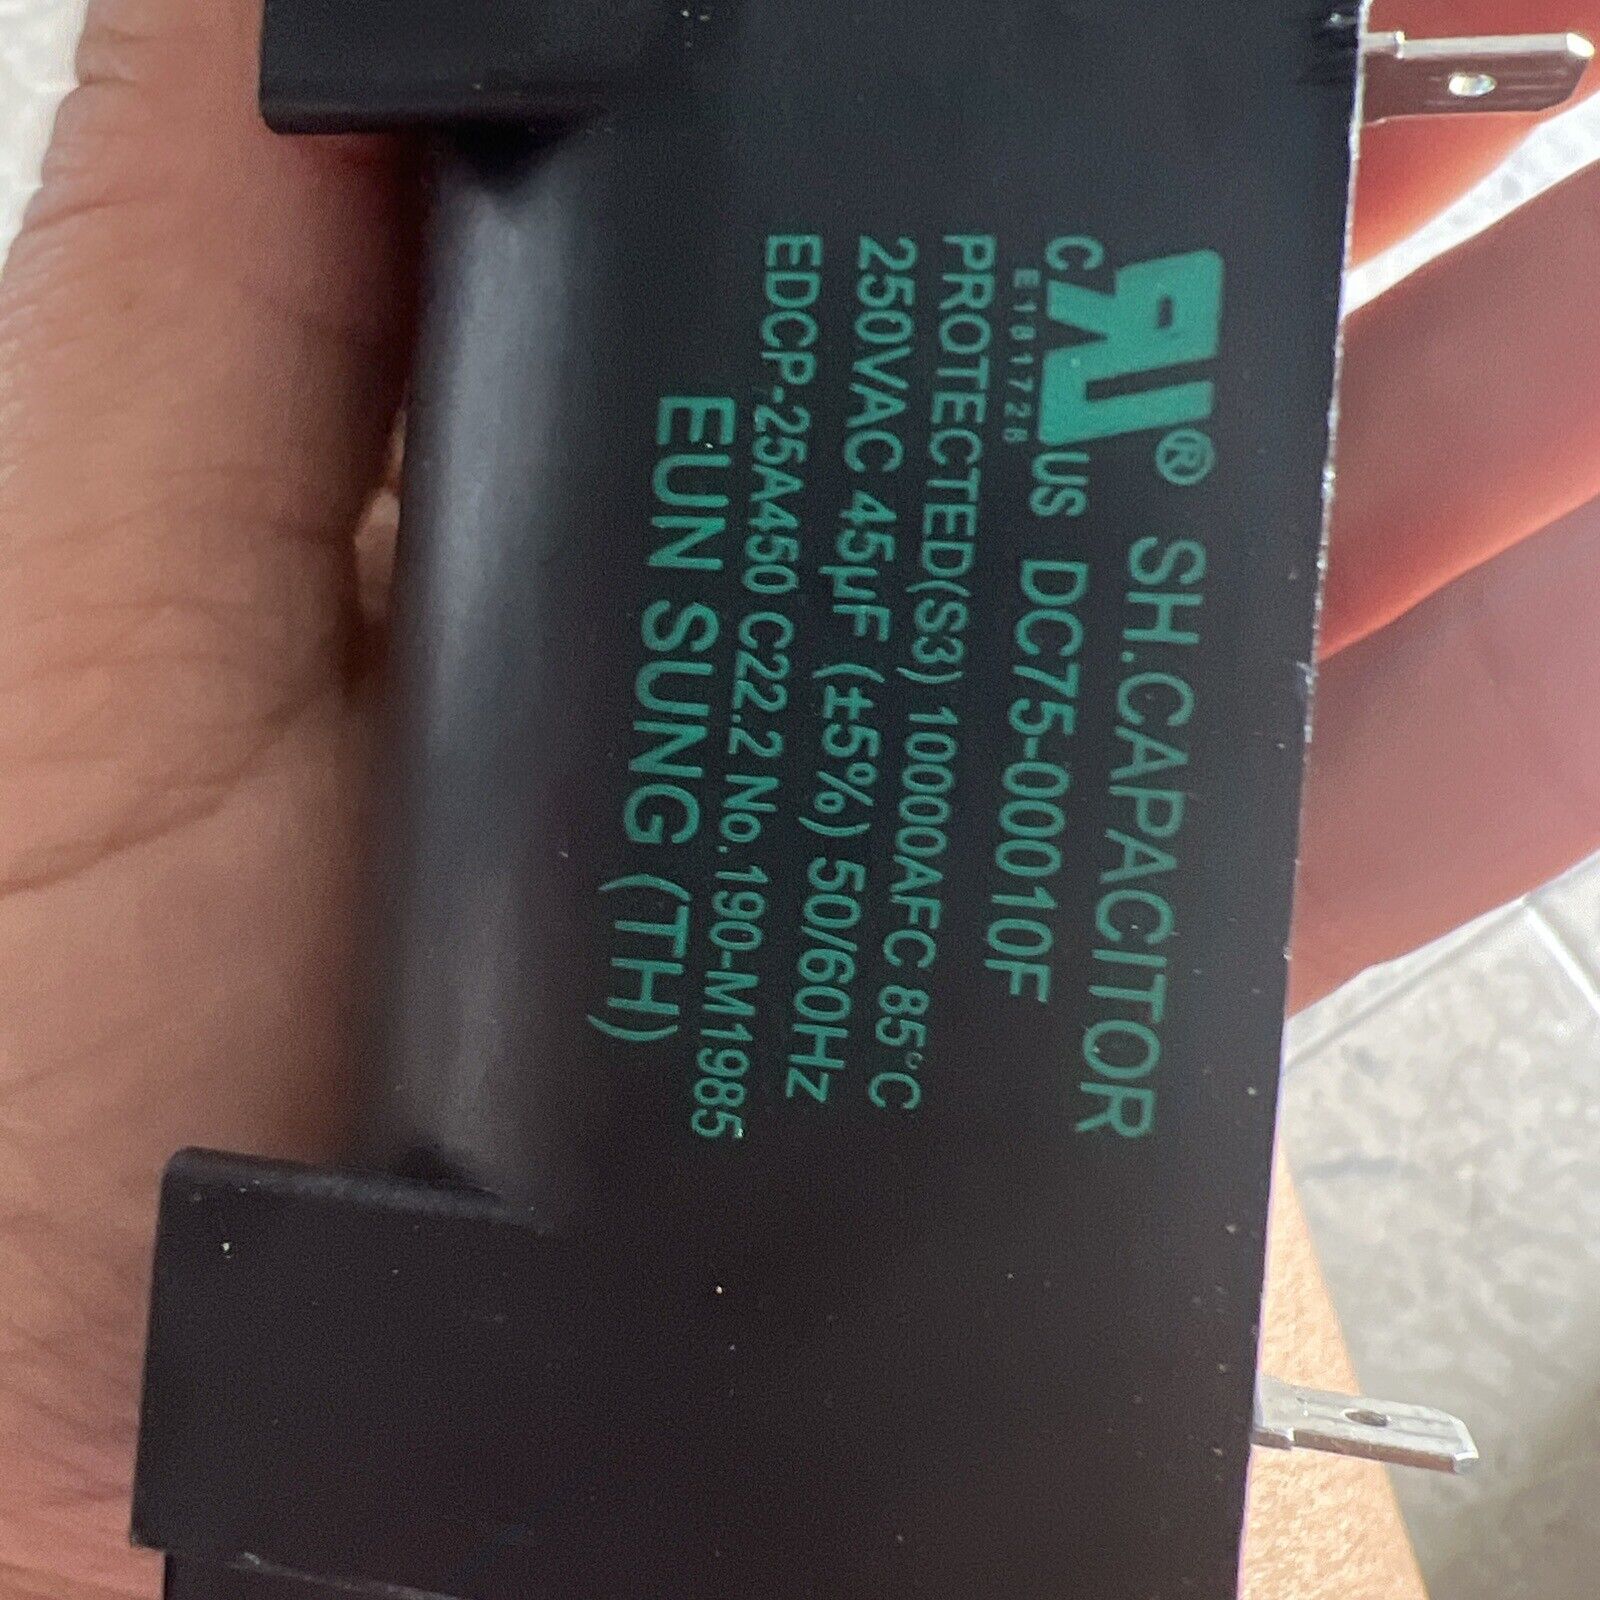 ® SH.CAPACITOR
C US DC75-00010F
E181726
PROTECTED(S3) 10000AFC 85°C
250VAC 45μF (±5%) 50/60Hz
EDCP-25A450 C22.2 No.190-M1985
EUN SUNG (TH)